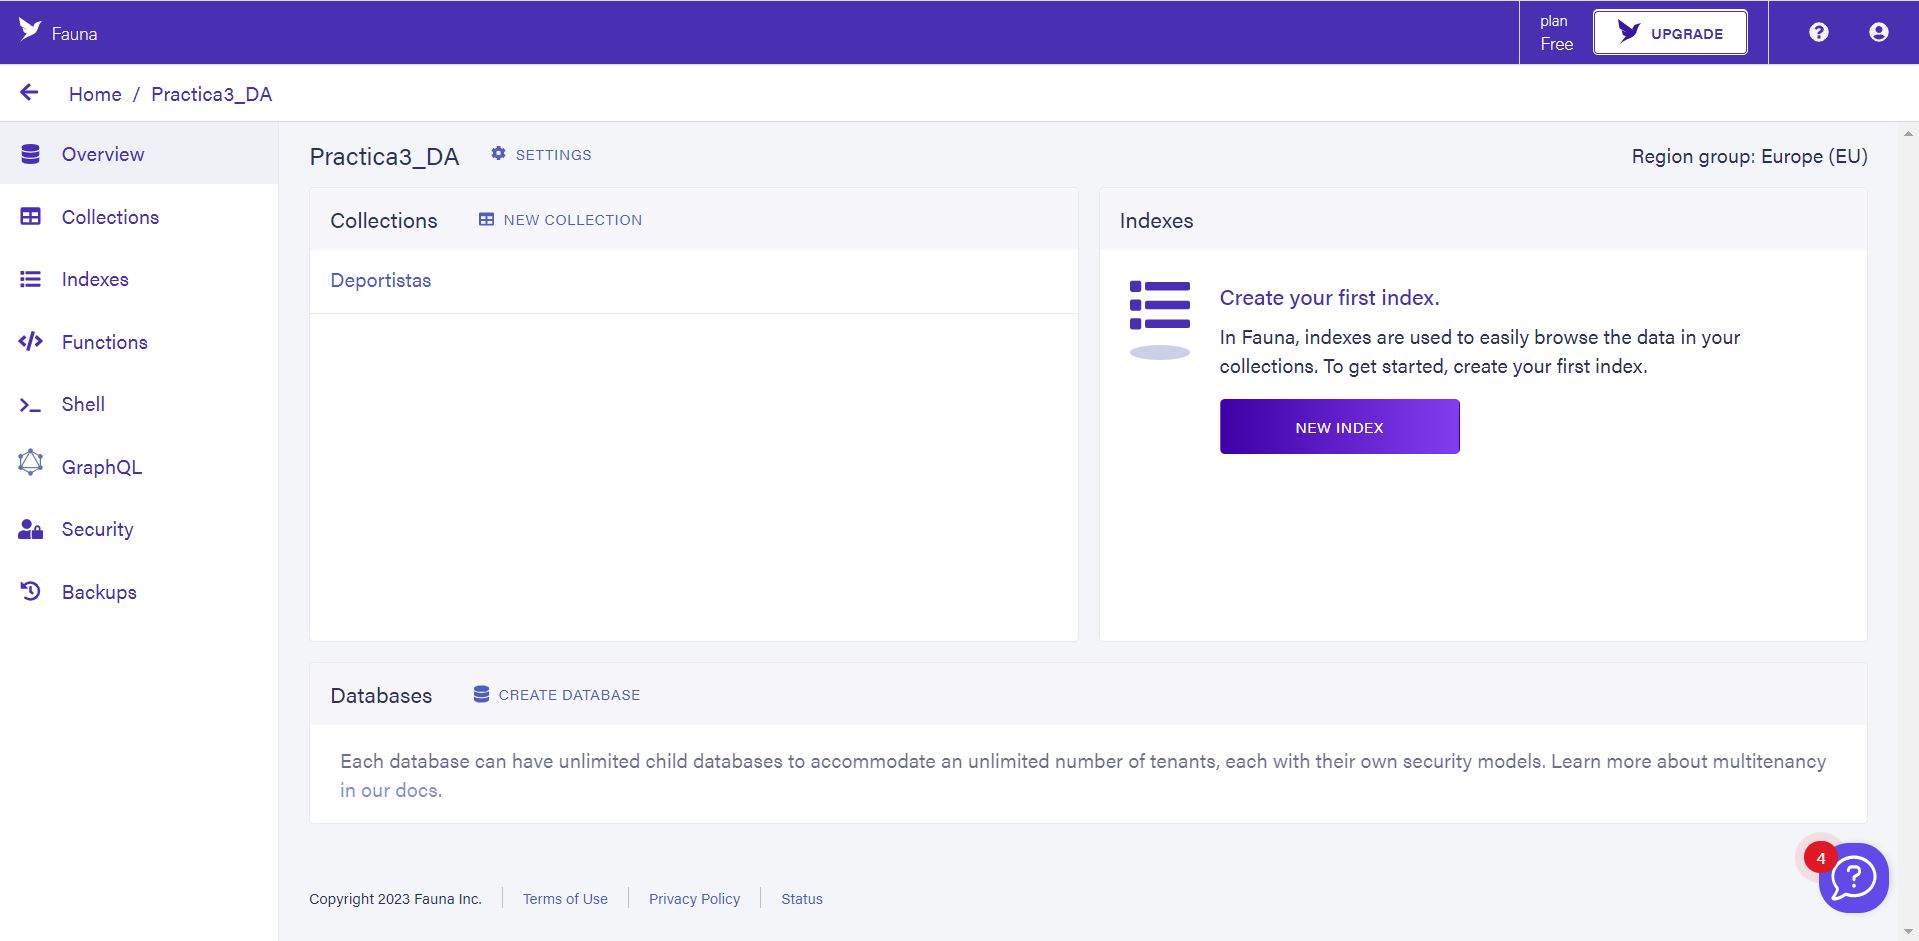 Fauna
plan
Free
UPGRADE
Home / Practica3_DA
Overview
Collections
Indexes
Functions
Shell
GraphQL
Security
Backups
Practica3_DA
SETTINGS
Region group: Europe (EU)
Collections
NEW COLLECTION
Deportistas
Indexes
Create your first index.
In Fauna, indexes are used to easily browse the data in your
collections. To get started, create your first index.
NEW INDEX
Databases
CREATE DATABASE
Each database can have unlimited child databases to accommodate an unlimited number of tenants, each with their own security models. Learn more about multitenancy
in our docs.
4
Copyright 2023 Fauna Inc.
Terms of Use
Privacy Policy
Status